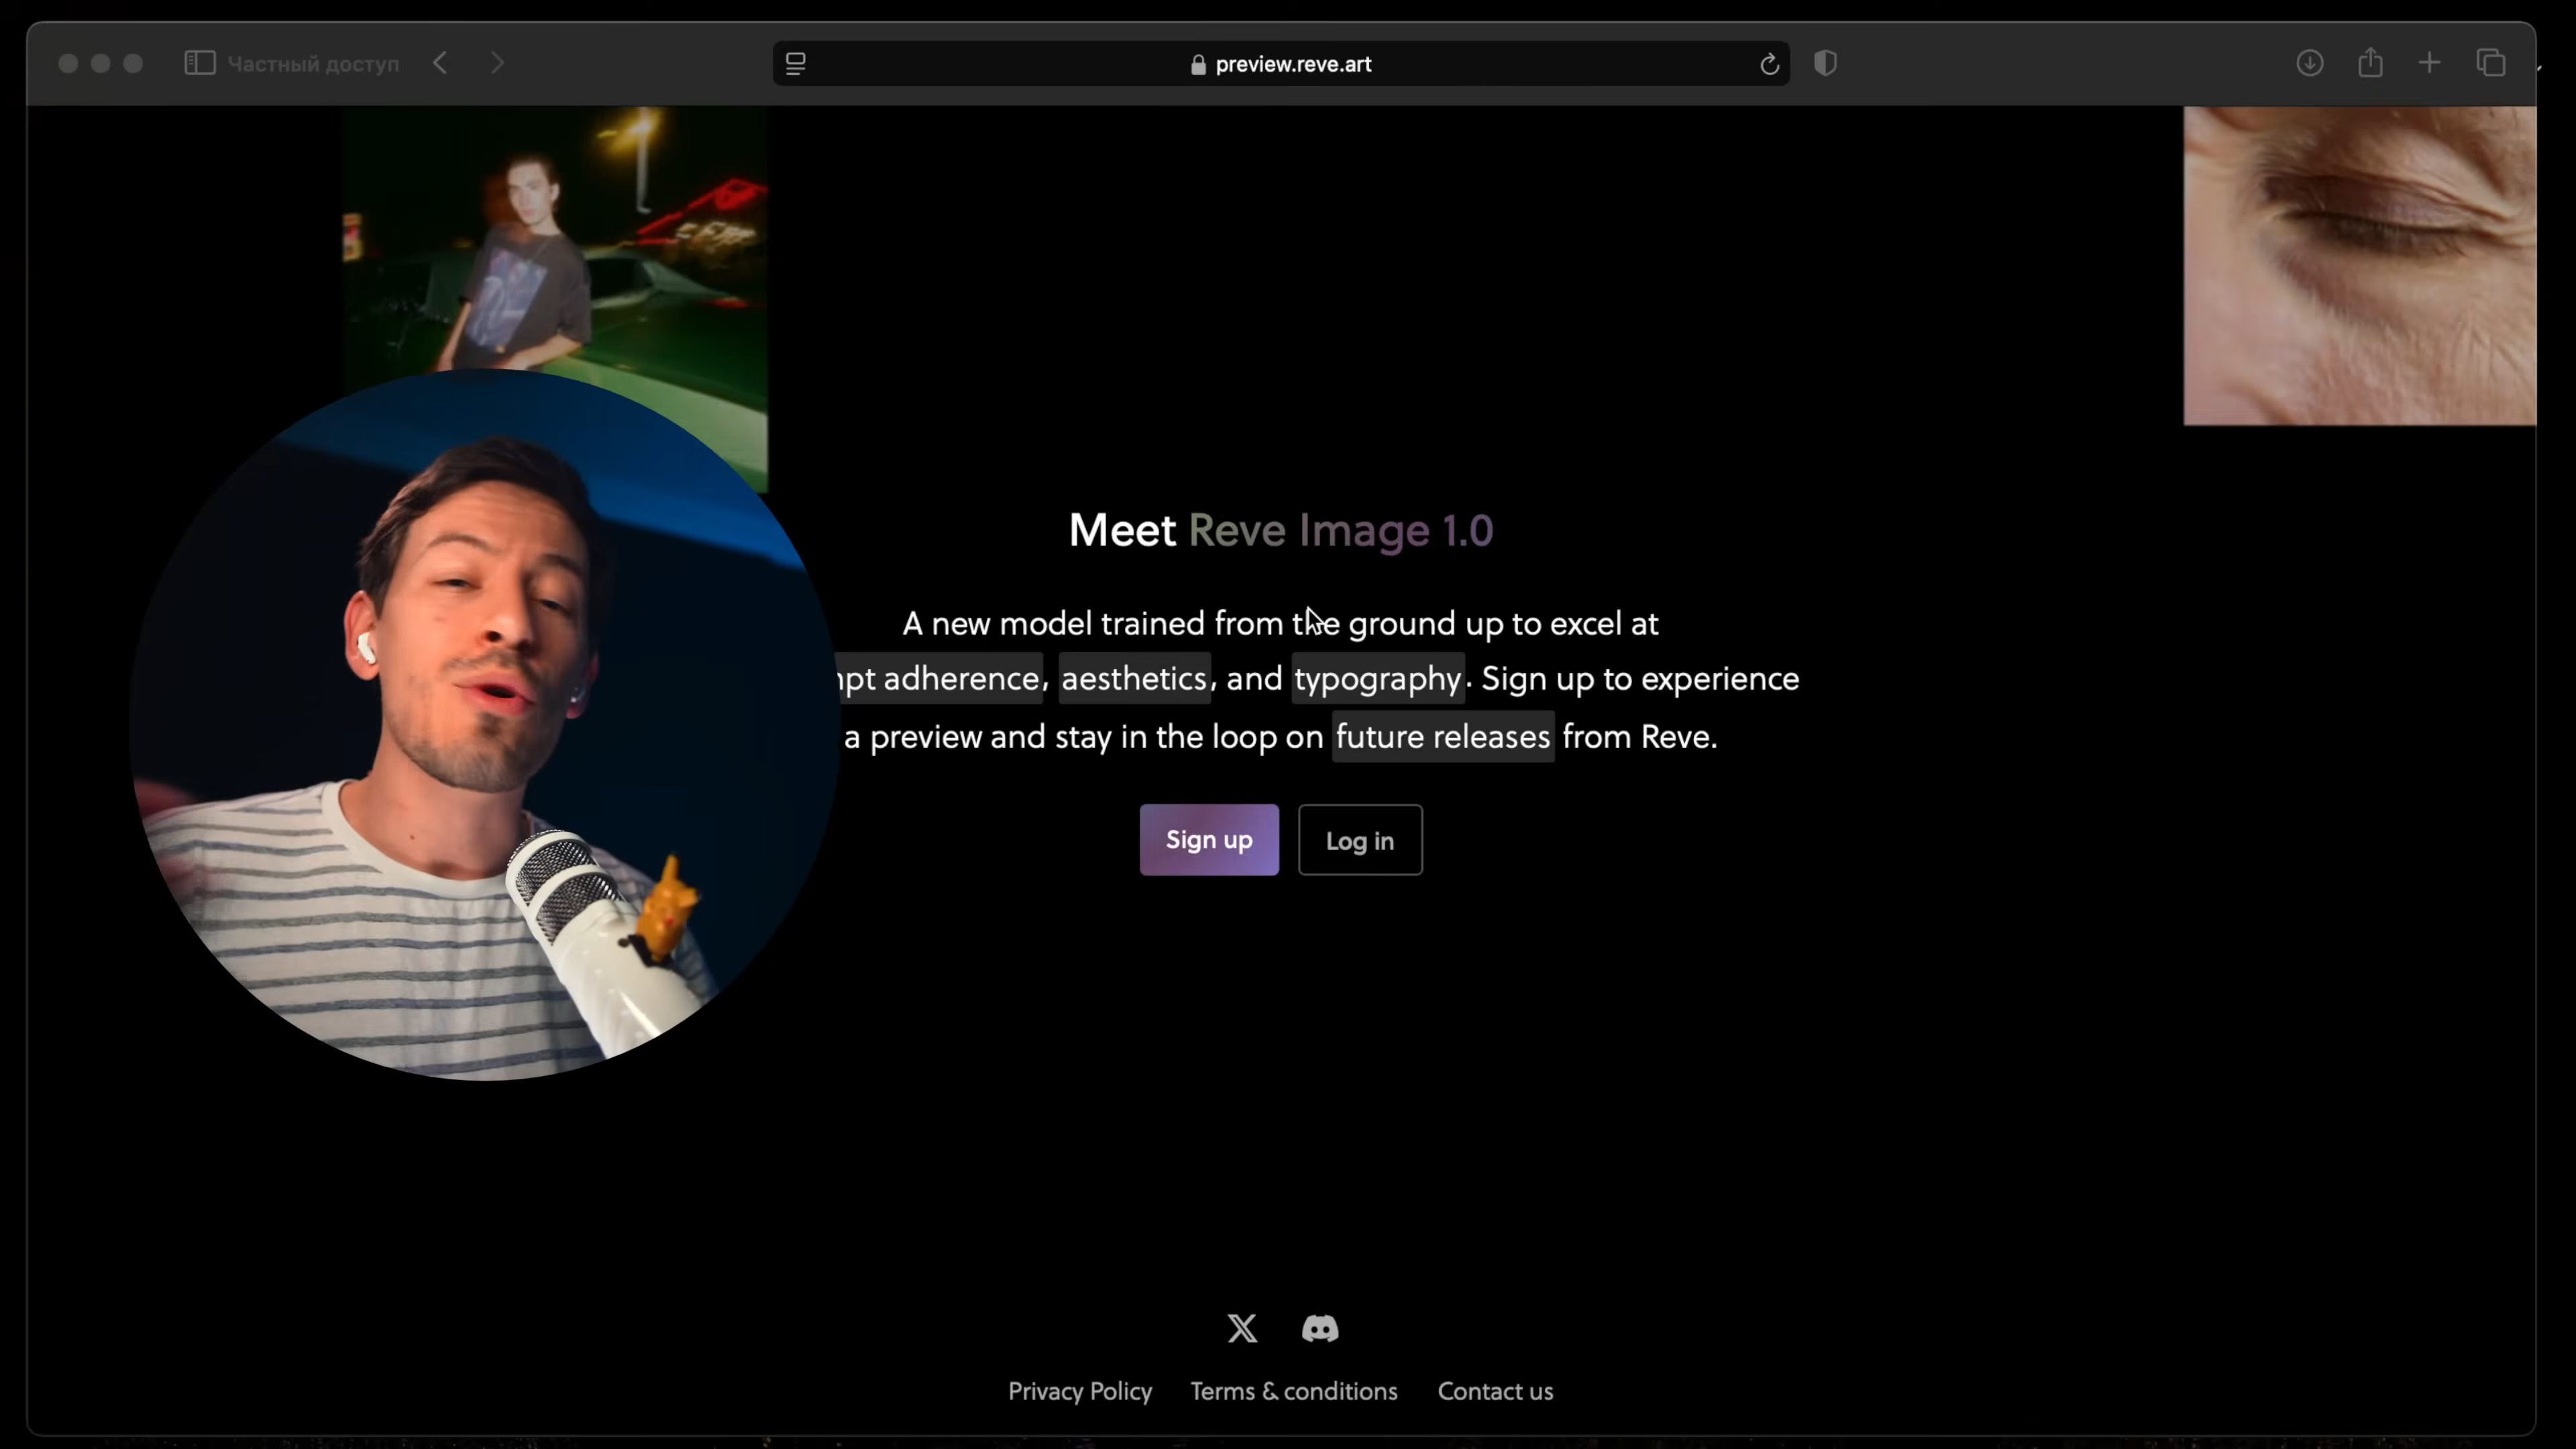 Частный доступ
preview.reve.art
Meet Reve Image 1.0
A new model trained from the ground up to excel at
adherence, aesthetics, and typography. Sign up to experience
a preview and stay in the loop on future releases from Reve.
Sign up
Log in
Privacy Policy
Terms & conditions
Contact us